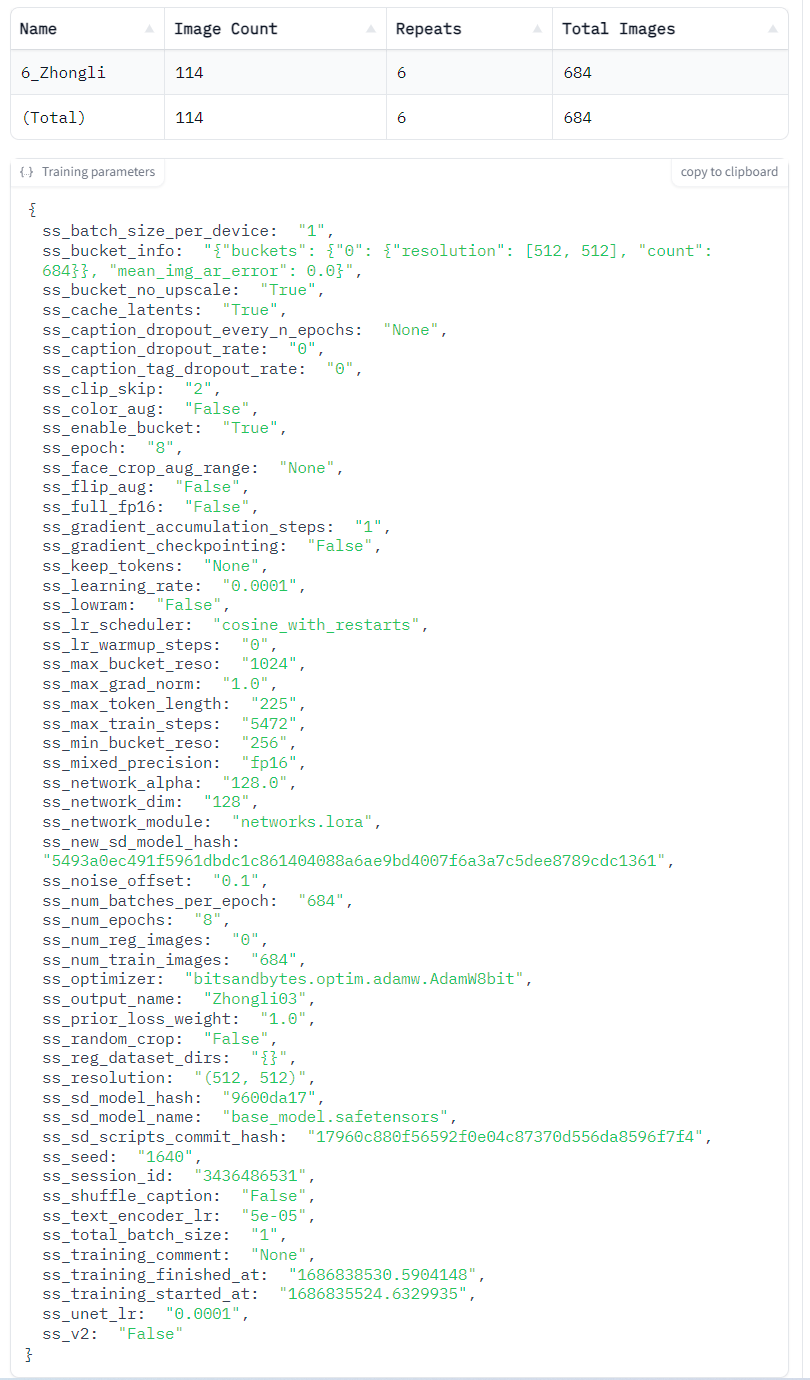 Name Image Count Repeats Total Images
6_Zhongli 114 6 684
(Total) 114 6 684
{..} Training parameters copy to clipboard
{
ss_batch_size_per_device: "1",
ss_bucket_info: "{"buckets": {"0": {"resolution": [512, 512], "count":
684}}, "mean_img_ar_error": 0.0}",
ss_bucket_no_upscale: "True",
ss_cache_latents: "True",
ss_caption_dropout_every_n_epochs: "None",
ss_caption_dropout_rate: "0",
ss_caption_tag_dropout_rate: "0",
ss_clip_skip: "2",
ss_color_aug: "False",
ss_enable_bucket: "True",
ss_epoch: "8",
ss_face_crop_aug_range: "None",
ss_flip_aug: "False",
ss_full_fp16: "False",
ss_gradient_accumulation_steps: "1",
ss_gradient_checkpointing: "False",
ss_keep_tokens: "None",
ss_learning_rate: "0.0001",
ss_lowram: "False",
ss_lr_scheduler: "cosine_with_restarts",
ss_lr_warmup_steps: "0",
ss_max_bucket_reso: "1024",
ss_max_grad_norm: "1.0",
ss_max_token_length: "225",
ss_max_train_steps: "5472",
ss_min_bucket_reso: "256",
ss_mixed_precision: "fp16",
ss_network_alpha: "128.0",
ss_network_dim: "128",
ss_network_module: "networks.lora",
ss_new_sd_model_hash:
"5493a0ec491f5961dbdc1c861404088a6ae9bd4007f6a3a7c5dee8789cdc1361",
ss_noise_offset: "0.1",
ss_num_batches_per_epoch: "684",
ss_num_epochs: "8",
ss_num_reg_images: "0",
ss_num_train_images: "684",
ss_optimizer: "bitsandbytes.optim.adamw.AdamW8bit",
ss_output_name: "Zhongli03",
ss_prior_loss_weight: "1.0",
ss_random_crop: "False",
ss_reg_dataset_dirs: "{}",
ss_resolution: "(512, 512)",
ss_sd_model_hash: "9600da17",
ss_sd_model_name: "base_model.safetensors",
ss_sd_scripts_commit_hash: "17960c880f56592f0e04c87370d556da8596f7f4",
ss_seed: "1640",
ss_session_id: "3436486531",
ss_shuffle_caption: "False",
ss_text_encoder_lr: "5e-05",
ss_total_batch_size: "1",
ss_training_comment: "None",
ss_training_finished_at: "1686838530.5904148",
ss_training_started_at: "1686835524.6329935",
ss_unet_lr: "0.0001",
ss_v2: "False"
}